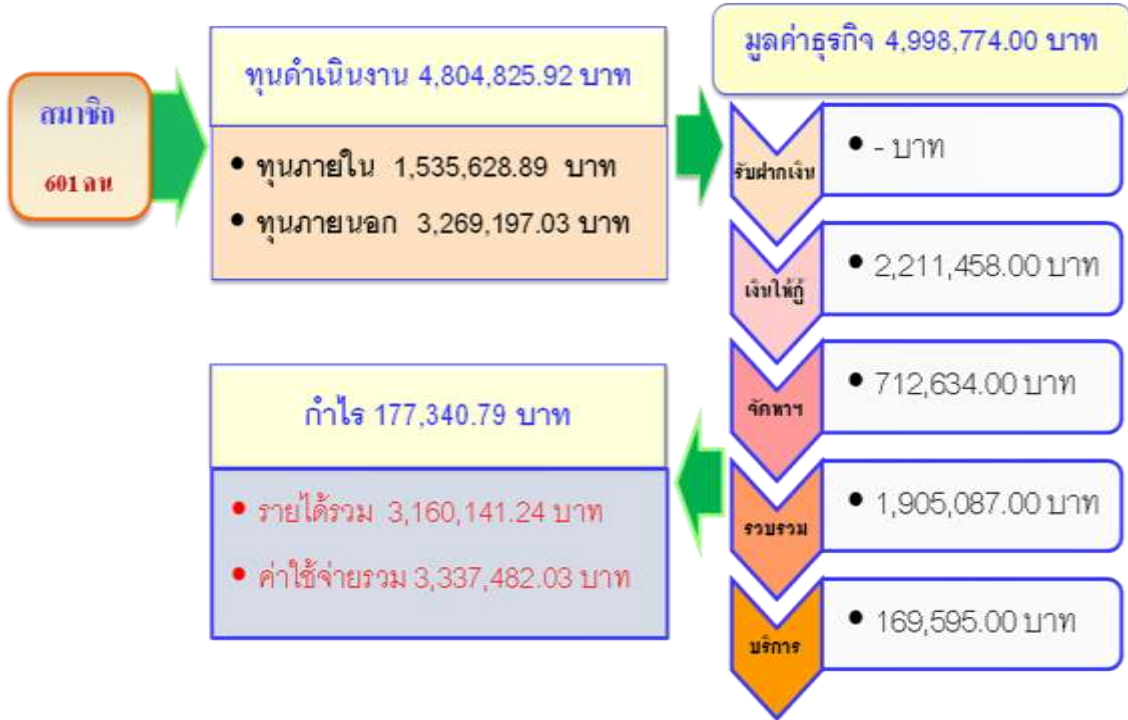 สมาชิก
601 คน
ทุนดำเนินงาน 4,804,825.92 บาท
• ทุนภายใน 1,535,628.89 บาท
• ทุนภายนอก 3,269,197.03 บาท
มูลค่าธุรกิจ 4,998,774.00 บาท
รับฝากเงิน
• - บาท
เงินให้กู้
• 2,211,458.00 บาท
จัดหาฯ
• 712,634.00 บาท
รวบรวม
• 1,905,087.00 บาท
บริการ
• 169,595.00 บาท
กำไร 177,340.79 บาท
• รายได้รวม 3,160,141.24 บาท
• ค่าใช้จ่ายรวม 3,337,482.03 บาท